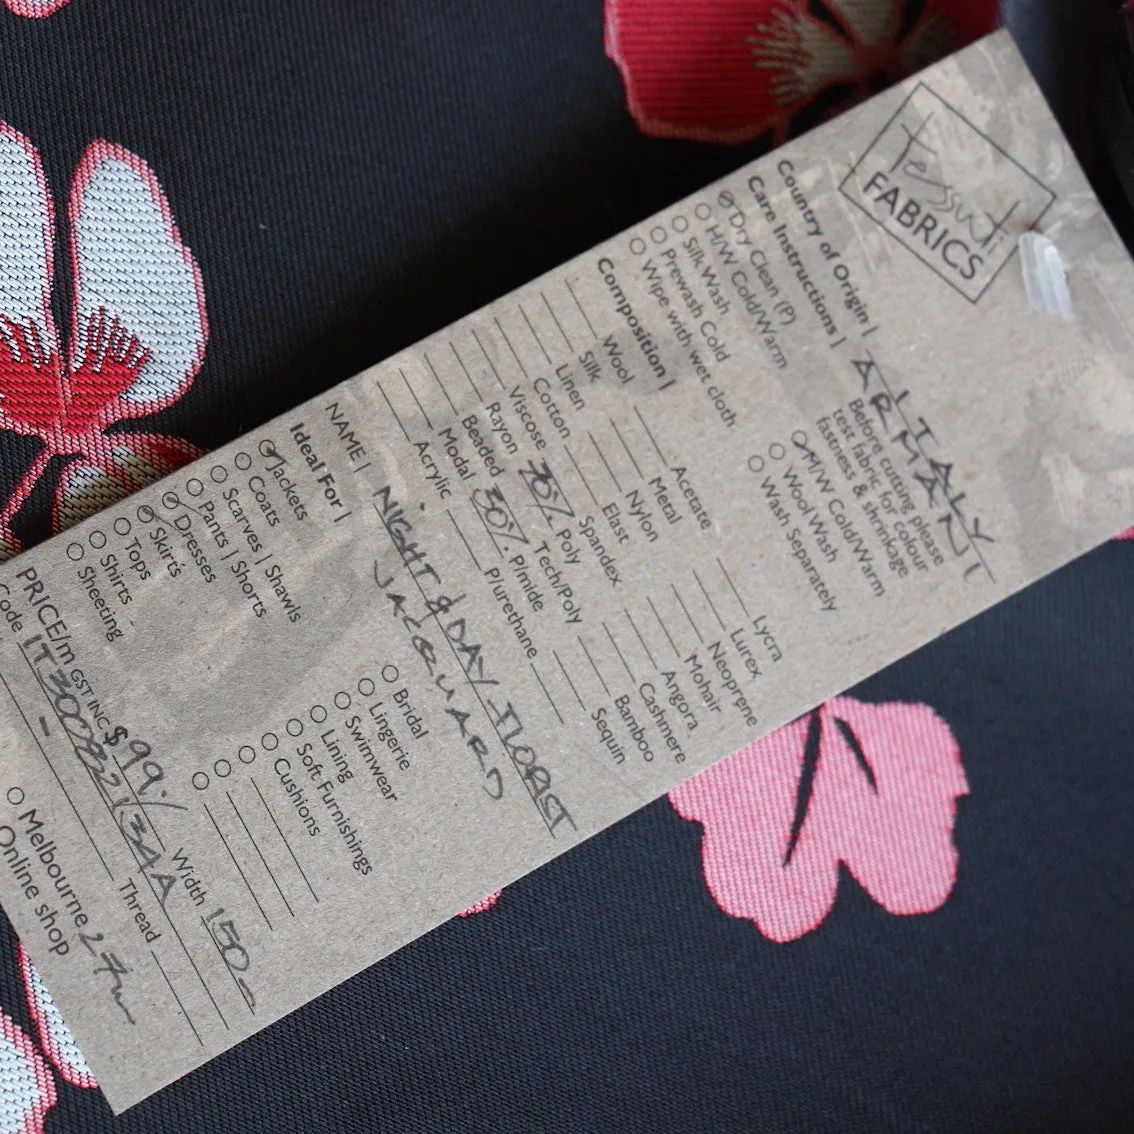 Tessuti
FABRICS
Country of Origin | ITALY
ARMANI
Care Instructions |
Before cutting please
test fabric for colour
fastness & shrinkage
Dry Clean (P)
H/W Cold/Warm
Silk Wash
Prewash Cold
Wipe with wet cloth
M/W Cold/Warm
Wool Wash
Wash Separately
Composition |
Wool
Silk
Linen
Cotton
Viscose
Rayon
Beaded
Modal
Acrylic
Acetate
Metal
Nylon
Elast
Spandex
70% Poly
Tech/Poly
30% P/mide
P/urethane
Lycra
Lurex
Neoprene
Mohair
Angora
Cashmere
Bamboo
Sequin
NAME | NIGHT & DAY
JACQUARD
Ideal For |
Jackets
Coats
Scarves | Shawls
Pants | Shorts
Dresses
Skirts
Tops
Shirts
Sheeting
Bridal
Lingerie
Swimwear
Lining
Soft Furnishings
Cushions
PRICE/m GST INC $99
Width 150
Code
Thread
Melbourne
Online shop